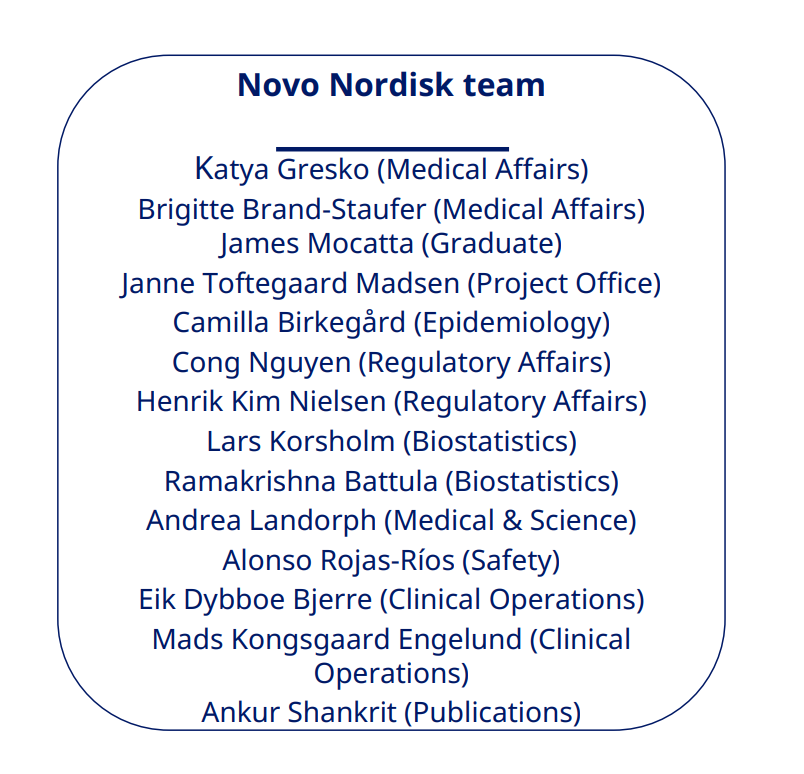 Novo Nordisk team
Katya Gresko (Medical Affairs)
Brigitte Brand-Staufer (Medical Affairs)
James Mocatta (Graduate)
Janne Toftegaard Madsen (Project Office)
Camilla Birkegård (Epidemiology)
Cong Nguyen (Regulatory Affairs)
Henrik Kim Nielsen (Regulatory Affairs)
Lars Korsholm (Biostatistics)
Ramakrishna Battula (Biostatistics)
Andrea Landorph (Medical & Science)
Alonso Rojas-Ríos (Safety)
Eik Dybboe Bjerre (Clinical Operations)
Mads Kongsgaard Engelund (Clinical
Operations)
Ankur Shankrit (Publications)